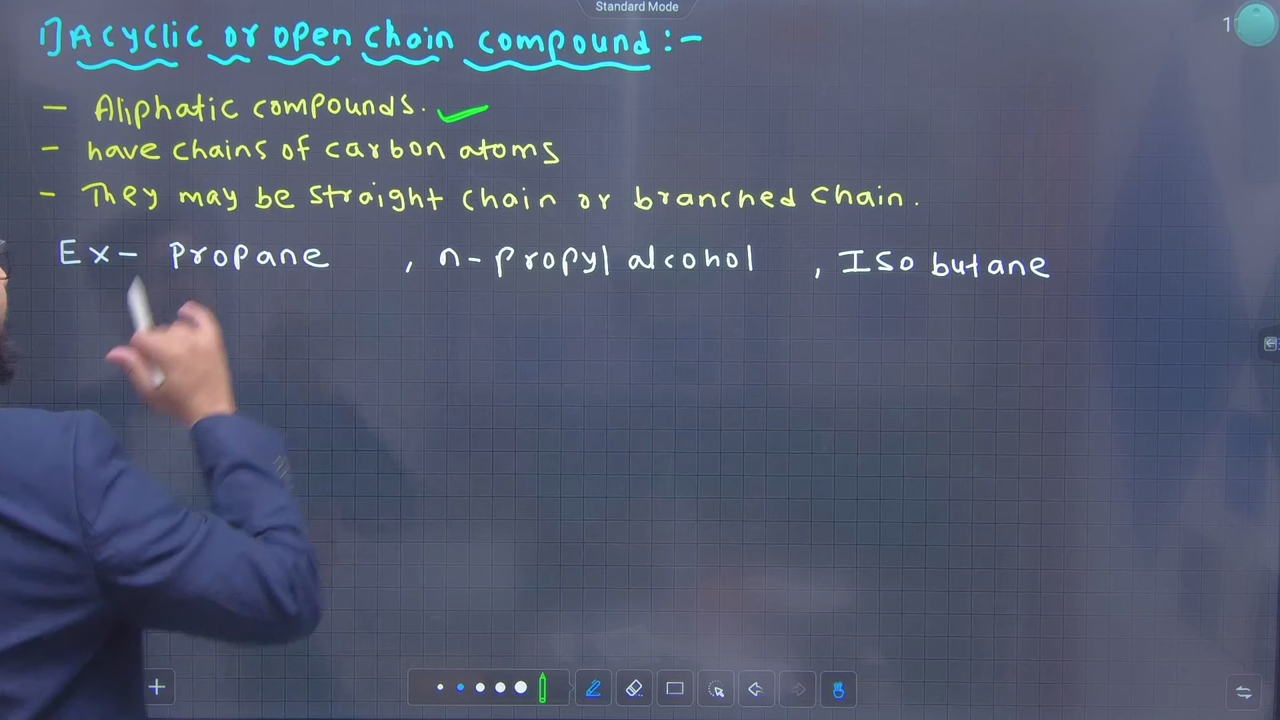 Standard Mode
1] Acyclic or open chain compound :-
- Aliphatic compounds.
- have chains of carbon atoms
- They may be straight chain or branched chain.
Ex - Propane , n-propyl alcohol , Iso butane